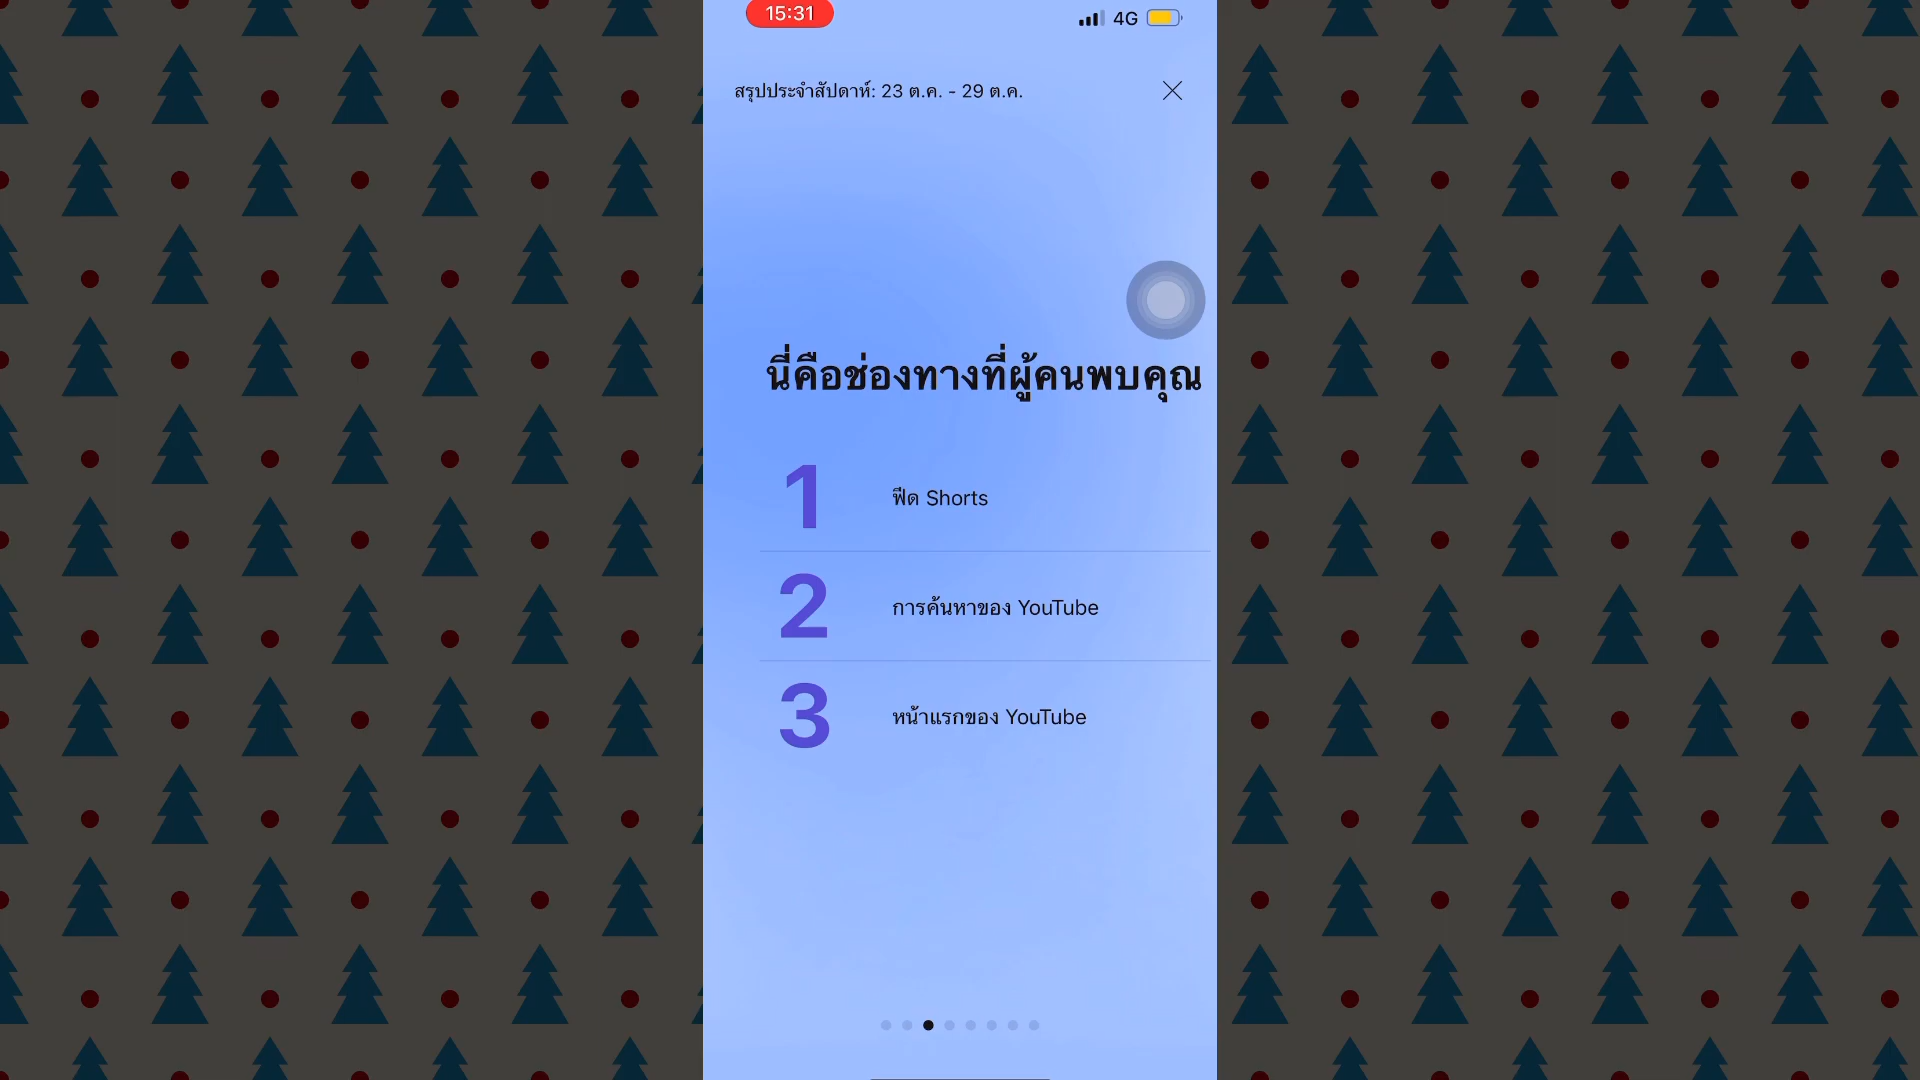 15:31
4G
สรุปประจำสัปดาห์: 23 ต.ค. - 29 ต.ค.
นี่คือช่องทางที่ผู้คนพบคุณ
1 ฟีด Shorts
2 การค้นหาของ YouTube
3 หน้าแรกของ YouTube